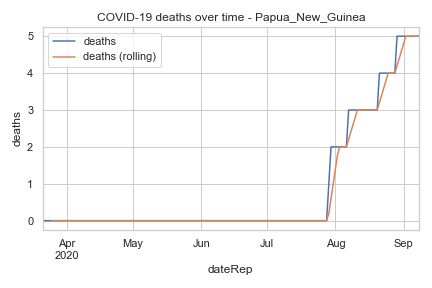 COVID-19 deaths over time - Papua_New_Guinea
deaths
deaths (rolling)
deaths
5
4
3
2
1
0
Apr
2020
May
Jun
Jul
Aug
Sep
dateRep